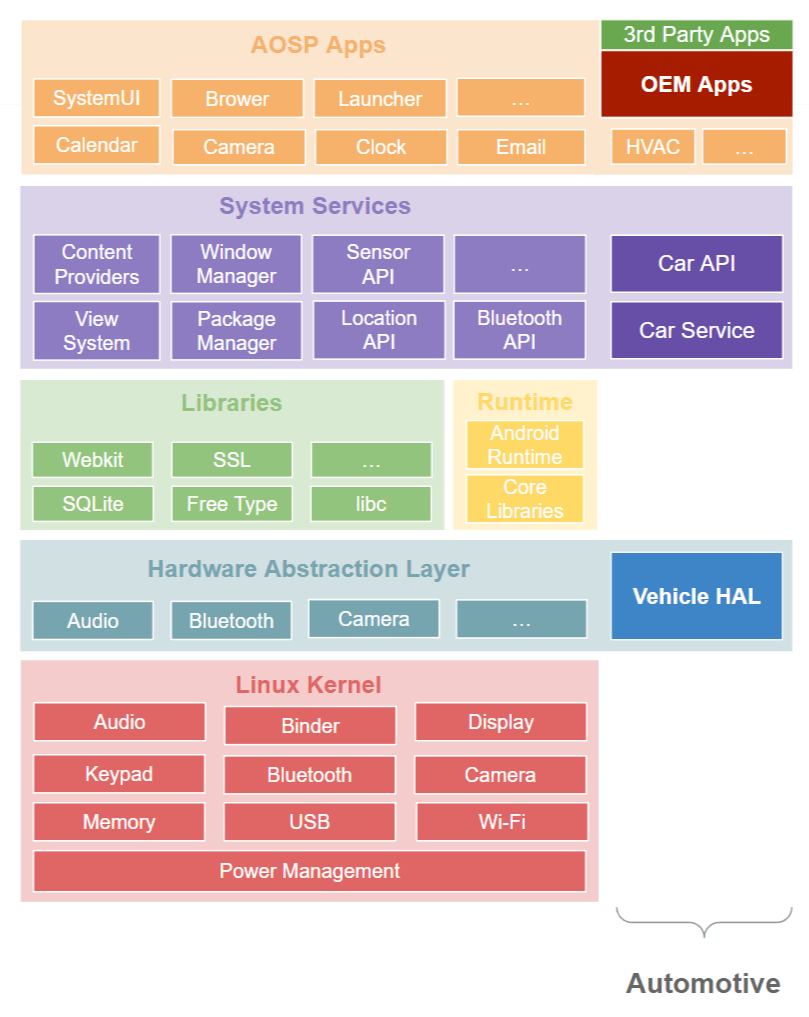 AOSP Apps
3rd Party Apps
OEM Apps
SystemUI
Brower
Launcher
...
Calendar
Camera
Clock
Email
HVAC
...
System Services
Content
Providers
Window
Manager
Sensor
API
...
Car API
View
System
Package
Manager
Location
API
Bluetooth
API
Car Service
Libraries
Webkit
SSL
...
SQLite
Free Type
libc
Runtime
Android
Runtime
Core
Libraries
Hardware Abstraction Layer
Audio
Bluetooth
Camera
...
Vehicle HAL
Linux Kernel
Audio
Binder
Display
Keypad
Bluetooth
Camera
Memory
USB
Wi-Fi
Power Management
Automotive